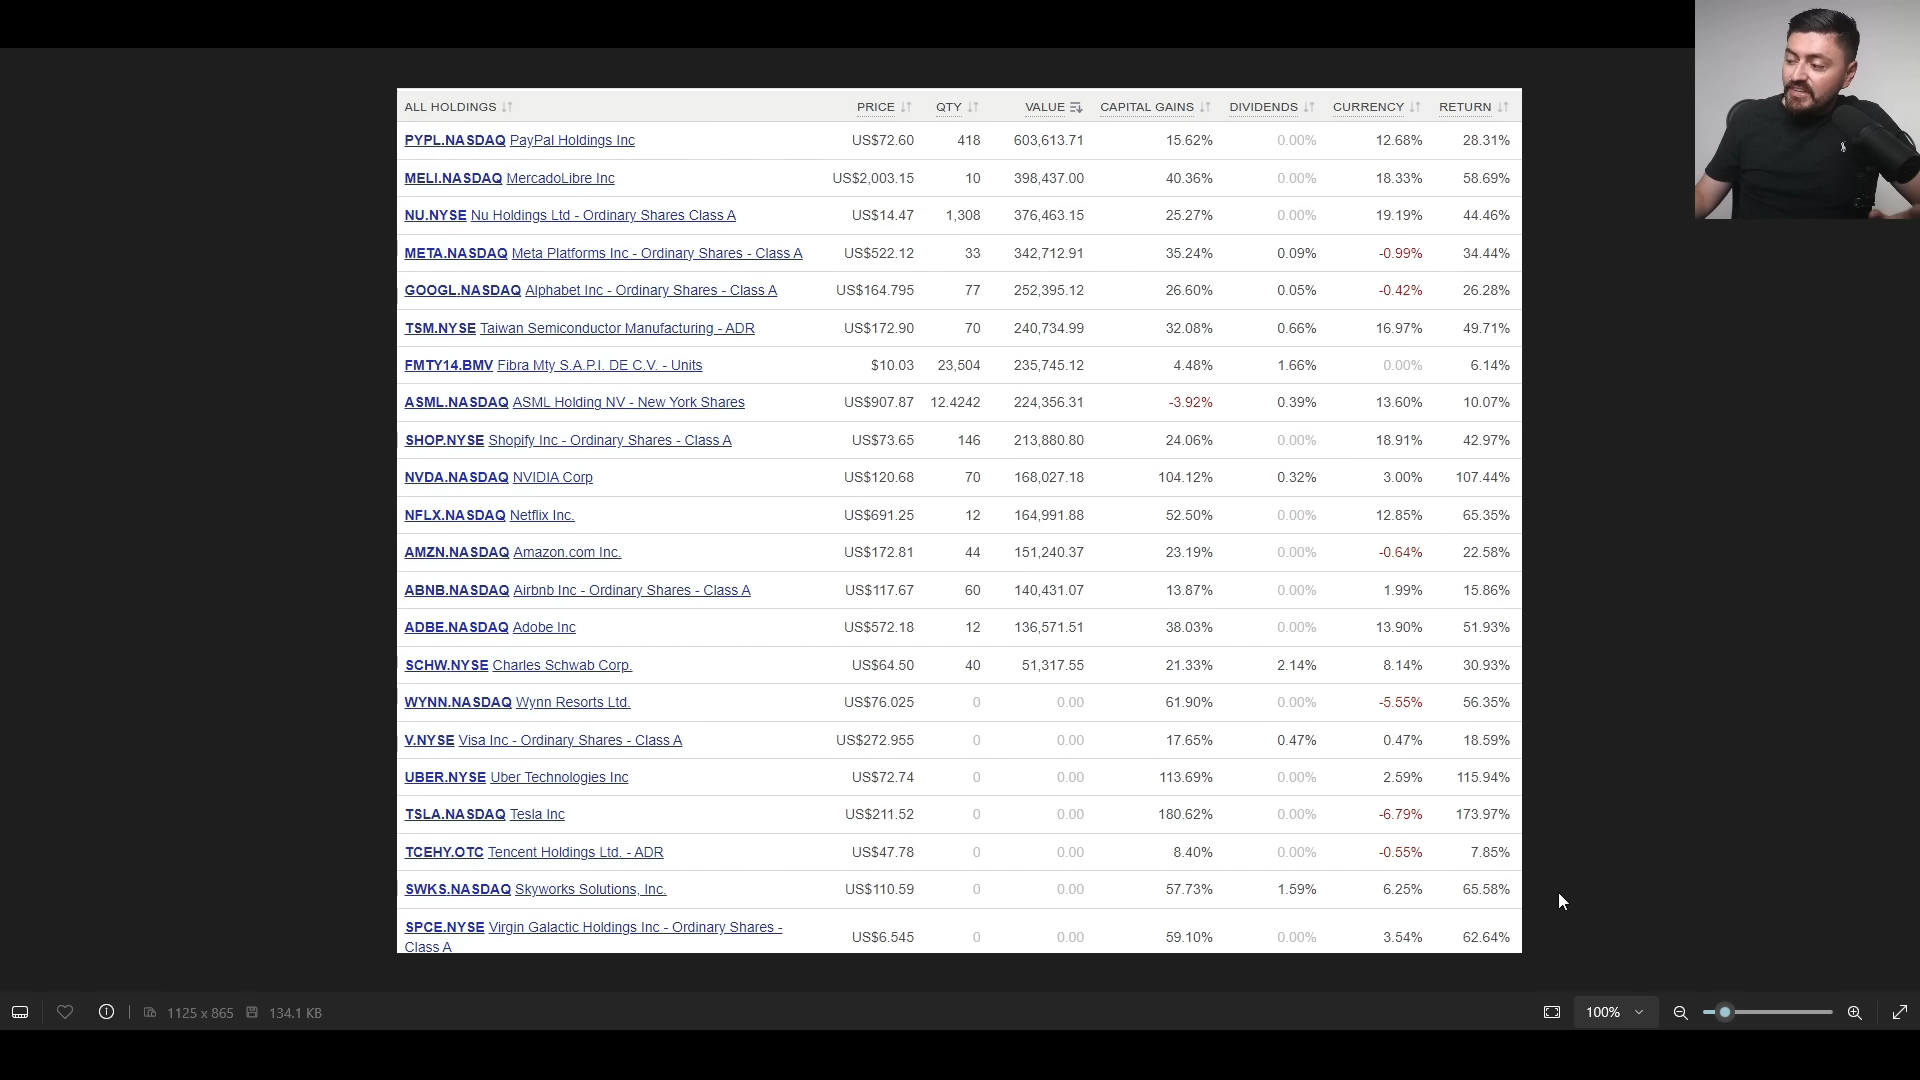 ALL HOLDINGS PRICE QTY VALUE CAPITAL GAINS DIVIDENDS CURRENCY RETURN
PYPL.NASDAQ PayPal Holdings Inc US$72.60 418 603,613.71 15.62% 0.00% 12.68% 28.31%
MELI.NASDAQ MercadoLibre Inc US$2,003.15 10 398,437.00 40.36% 0.00% 18.33% 58.69%
NU.NYSE Nu Holdings Ltd - Ordinary Shares Class A US$14.47 1,308 376,463.15 25.27% 0.00% 19.19% 44.46%
META.NASDAQ Meta Platforms Inc - Ordinary Shares - Class A US$522.12 33 342,712.91 35.24% 0.09% -0.99% 34.44%
GOOGL.NASDAQ Alphabet Inc - Ordinary Shares - Class A US$164.795 77 252,395.12 26.60% 0.05% -0.42% 26.28%
TSM.NYSE Taiwan Semiconductor Manufacturing - ADR US$172.90 70 240,734.99 32.08% 0.66% 16.97% 49.71%
FMTY14.BMV Fibra Mty S.A.P.I. DE C.V. - Units $10.03 23,504 235,745.12 4.48% 1.66% 0.00% 6.14%
ASML.NASDAQ ASML Holding NV - New York Shares US$907.87 12.4242 224,356.31 -3.92% 0.39% 13.60% 10.07%
SHOP.NYSE Shopify Inc - Ordinary Shares - Class A US$73.65 146 213,880.80 24.06% 0.00% 18.91% 42.97%
NVDA.NASDAQ NVIDIA Corp US$120.68 70 168,027.18 104.12% 0.32% 3.00% 107.44%
NFLX.NASDAQ Netflix Inc. US$691.25 12 164,991.88 52.50% 0.00% 12.85% 65.35%
AMZN.NASDAQ Amazon.com Inc. US$172.81 44 151,240.37 23.19% 0.00% -0.64% 22.58%
ABNB.NASDAQ Airbnb Inc - Ordinary Shares - Class A US$117.67 60 140,431.07 13.87% 0.00% 1.99% 15.86%
ADBE.NASDAQ Adobe Inc US$572.18 12 136,571.51 38.03% 0.00% 13.90% 51.93%
SCHW.NYSE Charles Schwab Corp. US$64.50 40 51,317.55 21.33% 2.14% 8.14% 30.93%
WYNN.NASDAQ Wynn Resorts Ltd. US$76.025 0 0.00 61.90% 0.00% -5.55% 56.35%
V.NYSE Visa Inc - Ordinary Shares - Class A US$272.955 0 0.00 17.65% 0.47% 0.47% 18.59%
UBER.NYSE Uber Technologies Inc US$72.74 0 0.00 113.69% 0.00% 2.59% 115.94%
TSLA.NASDAQ Tesla Inc US$211.52 0 0.00 180.62% 0.00% -6.79% 173.97%
TCEHY.OTC Tencent Holdings Ltd. - ADR US$47.78 0 0.00 8.40% 0.00% -0.55% 7.85%
SWKS.NASDAQ Skyworks Solutions, Inc. US$110.59 0 0.00 57.73% 1.59% 6.25% 65.58%
SPCE.NYSE Virgin Galactic Holdings Inc - Ordinary Shares -
Class A US$6.545 0 0.00 59.10% 0.00% 3.54% 62.64%
1125 x 865 134.1 KB 100%